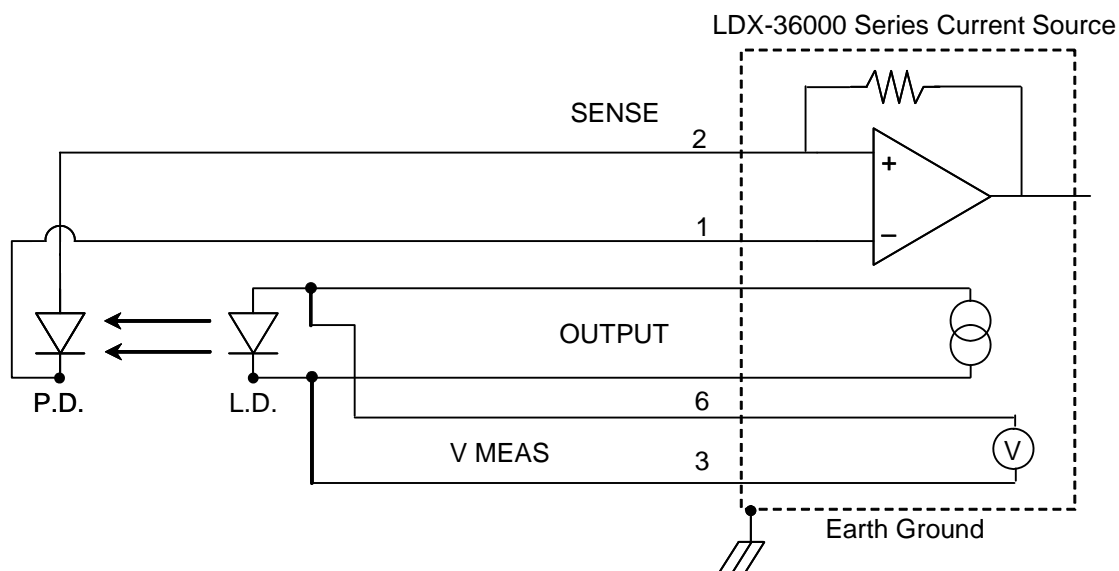 LDX-36000 Series Current Source
SENSE
2
+
1
–
OUTPUT
P.D.
L.D.
6
V MEAS
3
V
Earth Ground